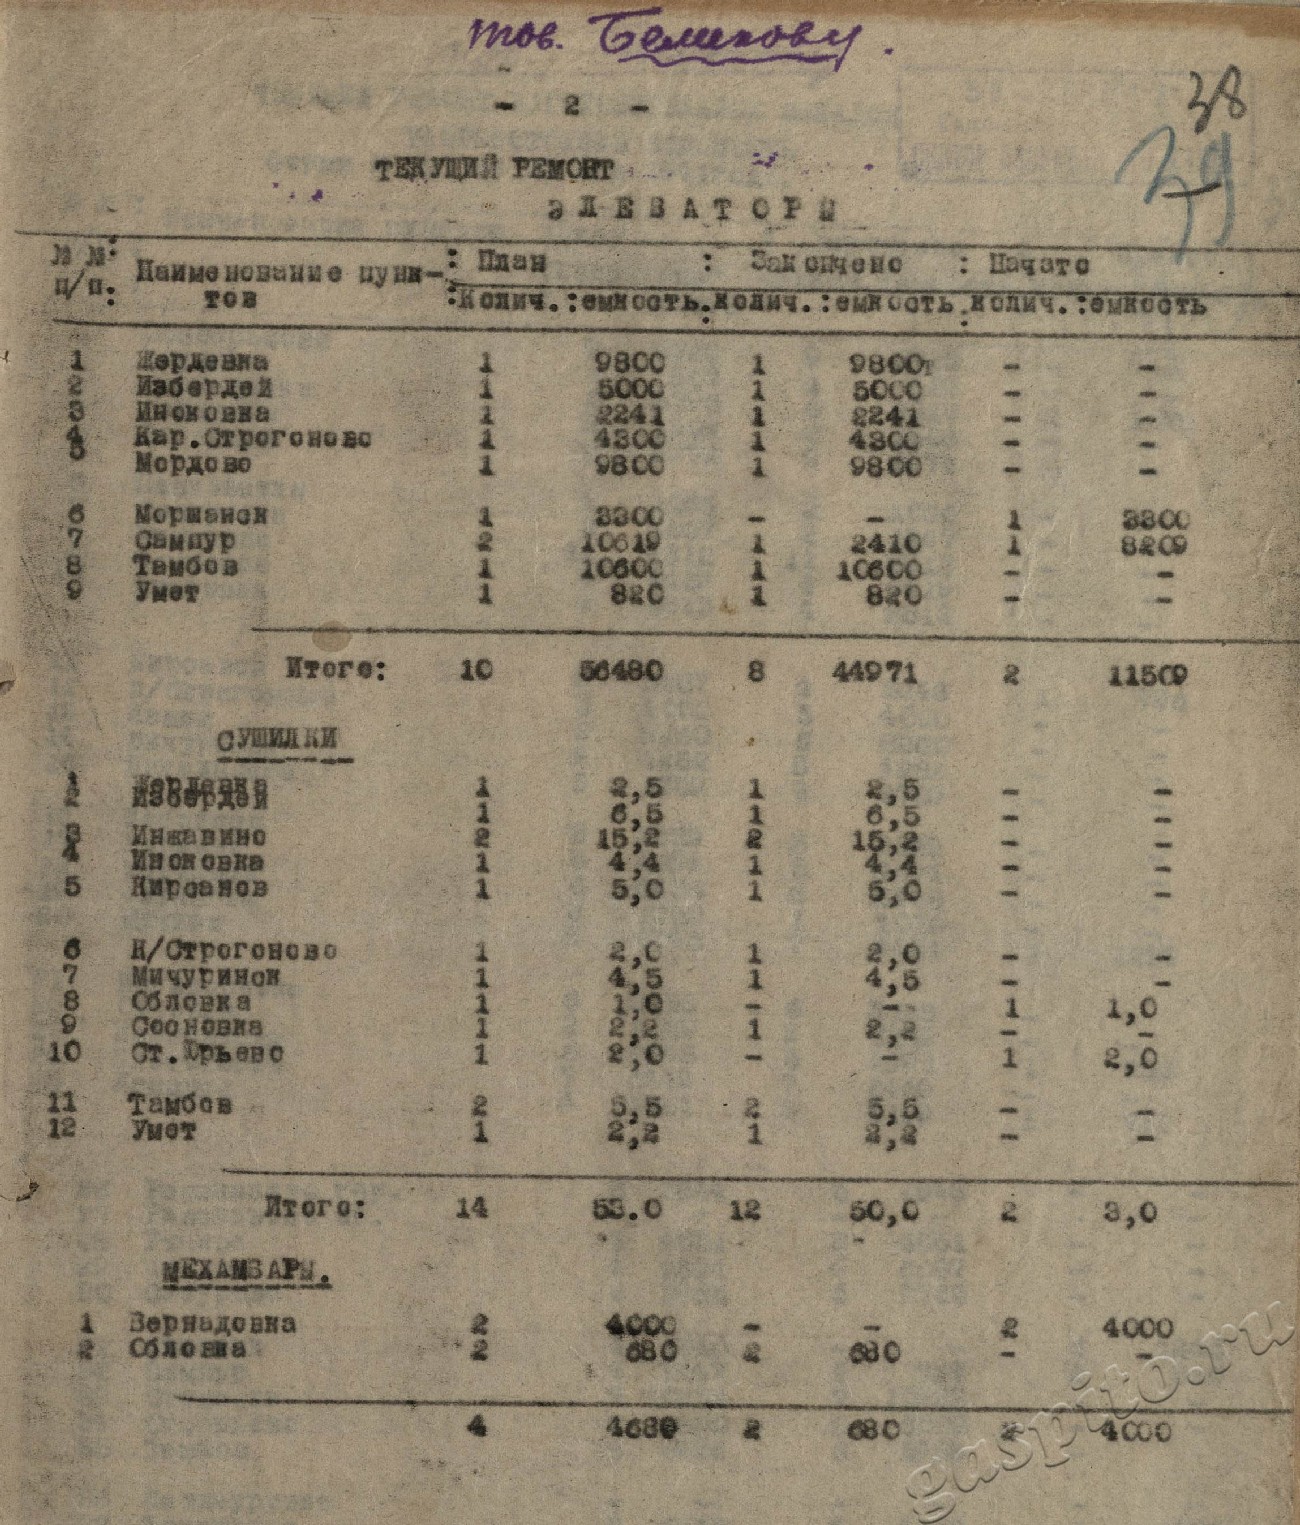 тов. Беликову.
38
- 2 -
39
ТЕКУЩИЙ РЕМОНТ
ЭЛЕВАТОРЫ
№ №: Наименование пунк-: План : Закончено : Начато
п/п.: тов :Колич. :емкость.:колич. :емкость :колич. :емкость
1 Жердевка 1 9800 1 9800т - -
2 Избердей 1 5000 1 5000 - -
3 Иноковка 1 2241 1 2241 - -
4 Кар.Строгоново 1 4300 1 4300 - -
5 Мордово 1 9800 1 9800 - -
6 Моршанск 1 3300 - - 1 3300
7 Сампур 2 10619 1 2410 1 8209
8 Тамбов 1 10600 1 10600 - -
9 Умет 1 820 1 820 - -
Итого: 10 56480 8 44971 2 11509
СУШИЛКИ
1 Жердевка 1 2,5 1 2,5 - -
2 Избердей 1 6,5 1 6,5 - -
3 Инжавино 2 15,2 2 15,2 - -
4 Иноковка 1 4,4 1 4,4 - -
5 Кирсанов 1 5,0 1 5,0 - -
6 К/Строгоново 1 2,0 1 2,0 - -
7 Мичуринск 1 4,5 1 4,5 - -
8 Обловка 1 1,0 - - 1 1,0
9 Сосновка 1 2,2 1 2,2 - -
10 Ст.Юрьево 1 2,0 - - 1 2,0
11 Тамбов 2 5,5 2 5,5 - -
12 Умет 1 2,2 1 2,2 - -
Итого: 14 53.0 12 50,0 2 3,0
МЕХАМБАРЫ.
1 Вернадовка 2 4000 - - 2 4000
2 Обловка 2 680 2 680 - -
4 4680 2 680 2 4000
gaspito.ru